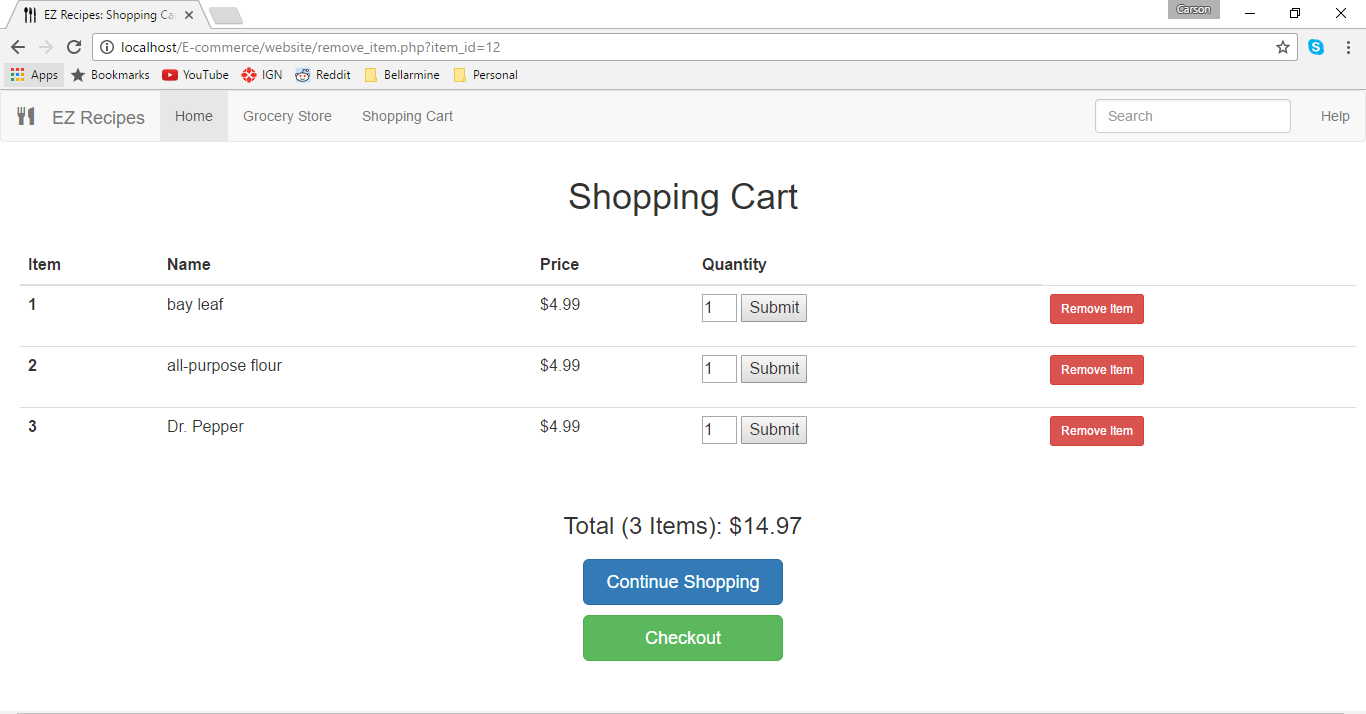 EZ Recipes: Shopping Ca
Carson
localhost/E-commerce/website/remove_item.php?item_id=12
Apps Bookmarks YouTube IGN Reddit Bellarmine Personal
EZ Recipes Home Grocery Store Shopping Cart Search Help
Shopping Cart
Item Name Price Quantity
1 bay leaf $4.99 1 Submit Remove Item
2 all-purpose flour $4.99 1 Submit Remove Item
3 Dr. Pepper $4.99 1 Submit Remove Item
Total (3 Items): $14.97
Continue Shopping
Checkout